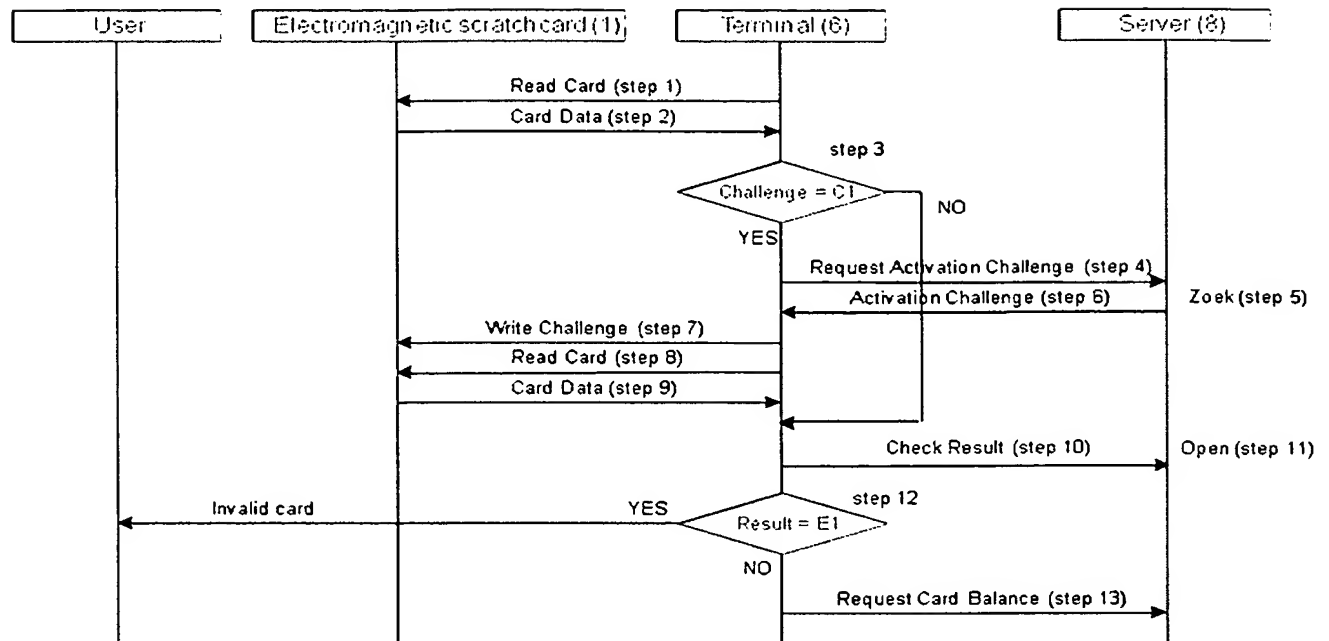 User
Electromagnetic scratch card (1)
Terminal (6)
Server (8)
Read Card (step 1)
Card Data (step 2)
step 3
Challenge = C1
NO
YES
Request Activation Challenge (step 4)
Activation Challenge (step 6)
Zoek (step 5)
Write Challenge (step 7)
Read Card (step 8)
Card Data (step 9)
Check Result (step 10)
Open (step 11)
step 12
Invalid card
YES
Result = E1
NO
Request Card Balance (step 13)